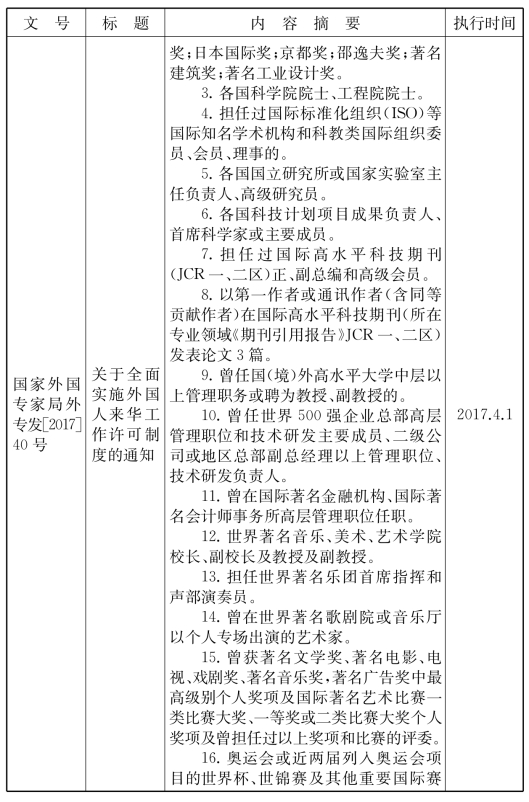 文　号
标　题
内　容　摘　要
执行时间
国家外国
专家局外
专发[2017]
40号
关于全面
实施外国
人来华工
作许可制
度的通知
奖;日本国际奖;京都奖;邵逸夫奖;著名
建筑奖;著名工业设计奖。
3. 各国科学院院士、工程院院士。
4. 担任过国际标准化组织(ISO)等
国际知名学术机构和科教类国际组织委
员、会员、理事的。
5. 各国国立研究所或国家实验室主
任负责人、高级研究员。
6. 各国科技计划项目成果负责人、
首席科学家或主要成员。
7. 担任过国际高水平科技期刊
(JCR一、二区)正、副总编和高级会员。
8. 以第一作者或通讯作者(含同等
贡献作者)在国际高水平科技期刊(所在
专业领域《期刊引用报告》JCR一、二区)
发表论文3篇。
9. 曾任国(境)外高水平大学中层以
上管理职务或聘为教授、副教授的。
10. 曾任世界500强企业总部高层
管理职位和技术研发主要成员、二级公
司或地区总部副总经理以上管理职位、
技术研发负责人。
11. 曾在国际著名金融机构、国际著
名会计师事务所高层管理职位任职。
12. 世界著名音乐、美术、艺术学院
校长、副校长及教授及副教授。
13. 担任世界著名乐团首席指挥和
声部演奏员。
14. 曾在世界著名歌剧院或音乐厅
以个人专场出演的艺术家。
15. 曾获著名文学奖、著名电影、电
视、戏剧奖、著名音乐奖,著名广告奖中最
高级别个人奖项及国际著名艺术比赛一
类比赛大奖、一等奖或二类比赛大奖个人
奖项及曾担任过以上奖项和比赛的评委。
16. 奥运会或近两届列入奥运会项
目的世界杯、世锦赛及其他重要国际赛
2017.4.1